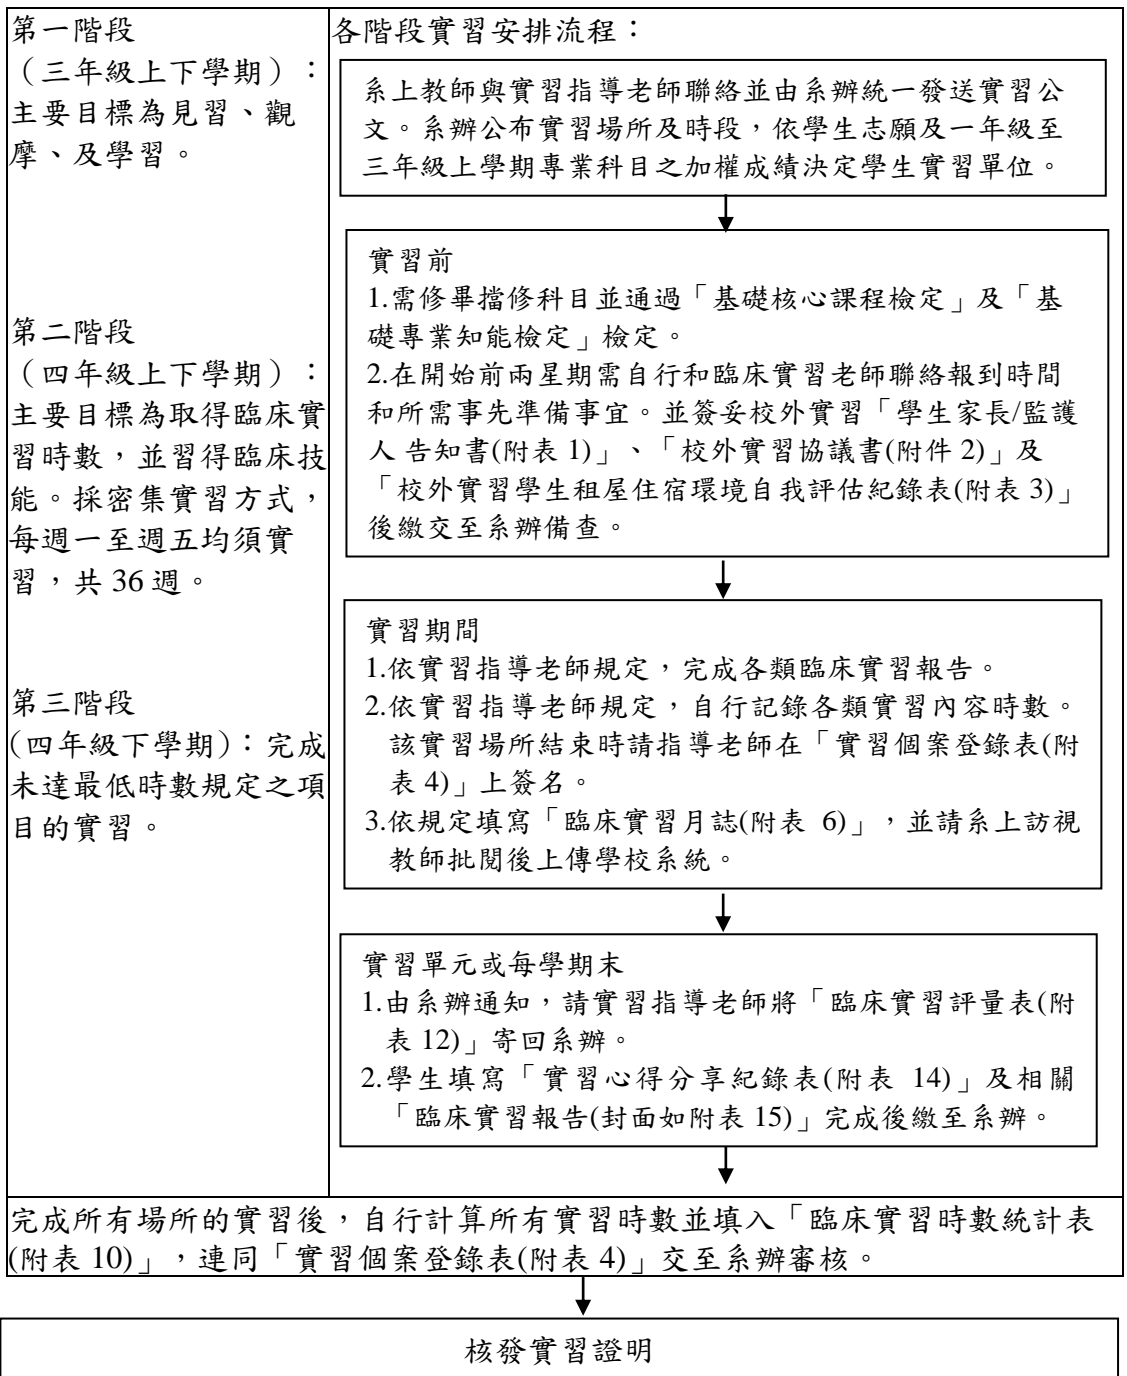 第一階段
（三年級上下學期）：
主要目標為見習、觀
摩、及學習。
第二階段
（四年級上下學期）：
主要目標為取得臨床實
習時數，並習得臨床技
能。採密集實習方式，
每週一至週五均須實
習，共 36 週。
第三階段
(四年級下學期)：完成
未達最低時數規定之項
目的實習。
各階段實習安排流程：
系上教師與實習指導老師聯絡並由系辦統一發送實習公
文。系辦公布實習場所及時段，依學生志願及一年級至
三年級上學期專業科目之加權成績決定學生實習單位。
實習前
1.需修畢擋修科目並通過「基礎核心課程檢定」及「基
礎專業知能檢定」檢定。
2.在開始前兩星期需自行和臨床實習老師聯絡報到時間
和所需事先準備事宜。並簽妥校外實習「學生家長/監護
人 告知書(附表 1)」、「校外實習協議書(附件 2)」及
「校外實習學生租屋住宿環境自我評估紀錄表(附表 3)」
後繳交至系辦備查。
實習期間
1.依實習指導老師規定，完成各類臨床實習報告。
2.依實習指導老師規定，自行記錄各類實習內容時數。
該實習場所結束時請指導老師在「實習個案登錄表(附
表 4)」上簽名。
3.依規定填寫「臨床實習月誌(附表 6)」，並請系上訪視
教師批閱後上傳學校系統。
實習單元或每學期末
1.由系辦通知，請實習指導老師將「臨床實習評量表(附
表 12)」寄回系辦。
2.學生填寫「實習心得分享紀錄表(附表 14)」及相關
「臨床實習報告(封面如附表 15)」完成後繳至系辦。
完成所有場所的實習後，自行計算所有實習時數並填入「臨床實習時數統計表
(附表 10)」，連同「實習個案登錄表(附表 4)」交至系辦審核。
核發實習證明